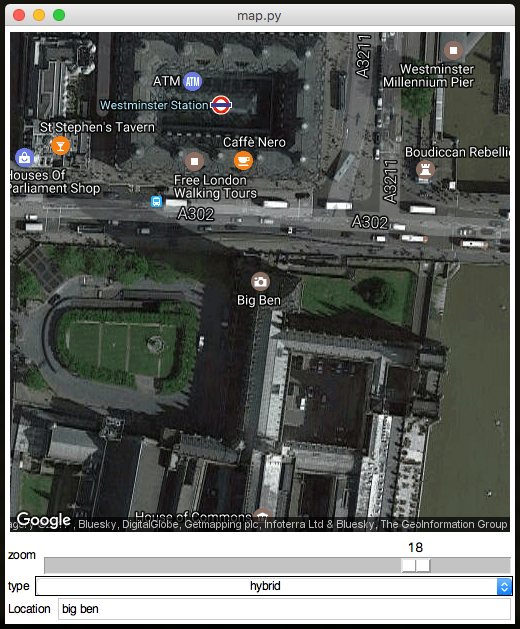 map.py
A3211
Westminster
Millennium Pier
ATM ATM
Westminster Station
St Stephen's Tavern
Caffè Nero
Boudiccan Rebellio
Houses Of
Parliament Shop
Free London
Walking Tours
A3211
A302
A302
Big Ben
House of Commons
Google
, Bluesky, DigitalGlobe, Getmapping plc, Infoterra Ltd & Bluesky, The GeoInformation Group
18
zoom
type hybrid
Location big ben